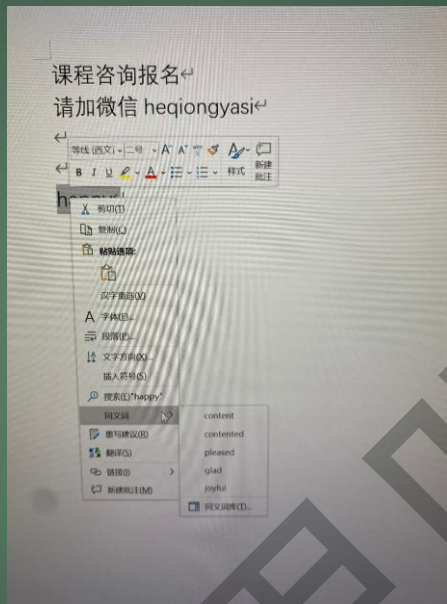 课程咨询报名
请加微信 heqiongyasi
等线 (西文) 二号 A A
B I U A 样式 新建批注
剪切(T)
复制(C)
粘贴选项:
汉字重选(V)
A 字体(F)...
段落(P)...
文字方向(X)...
插入符号(S)
搜索(E)"happy"
同义词
重写建议(R)
翻译(S)
链接(I)
新建批注(M)
content
contented
pleased
glad
joyful
同义词库(T)...